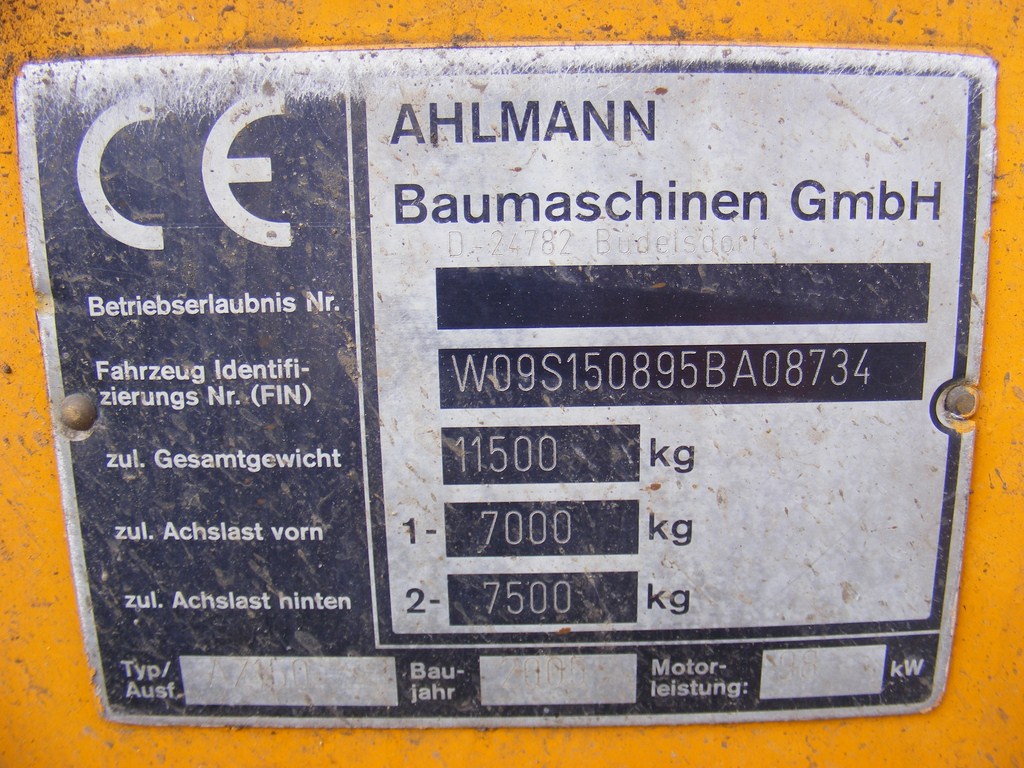 CE
AHLMANN
Baumaschinen GmbH
D.-24782 Büdelsdorf
Betriebserlaubnis Nr.
Fahrzeug Identifi-
zierungs Nr. (FIN)
W09S150895BA08734
zul. Gesamtgewicht 11500 kg
zul. Achslast vorn 1- 7000 kg
zul. Achslast hinten 2- 7500 kg
Typ/
Ausf.
Bau-
jahr
Motor-
leistung:
kW